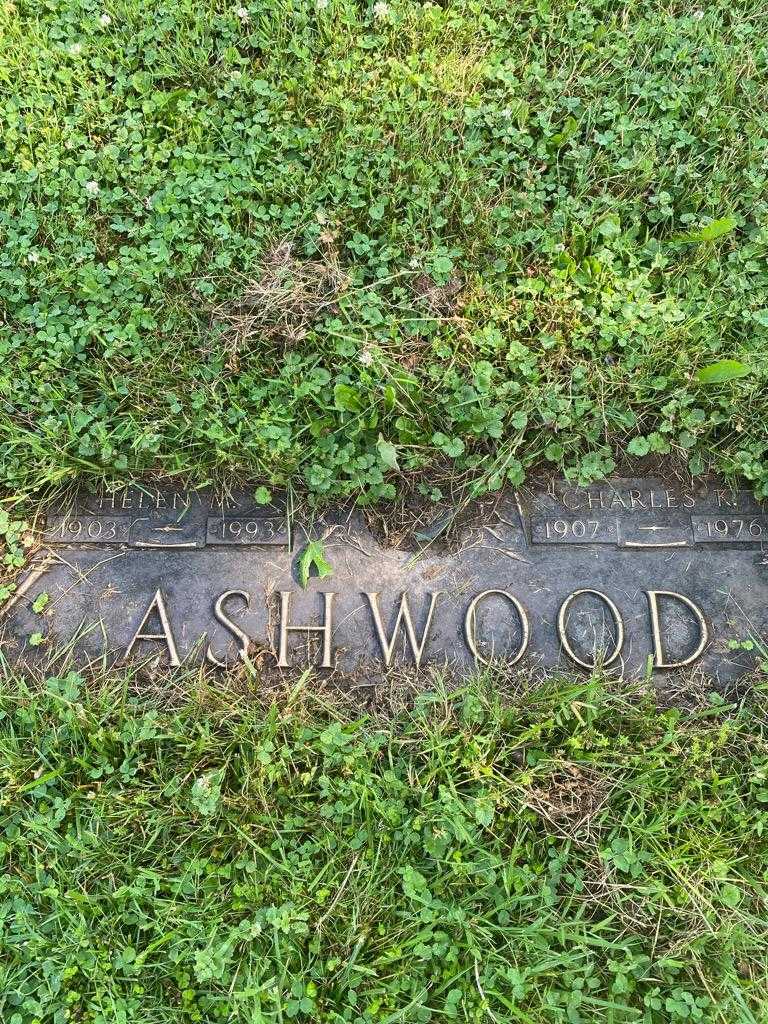 HELEN M. CHARLES K.
1903 – 1993 1907 – 1976
ASHWOOD